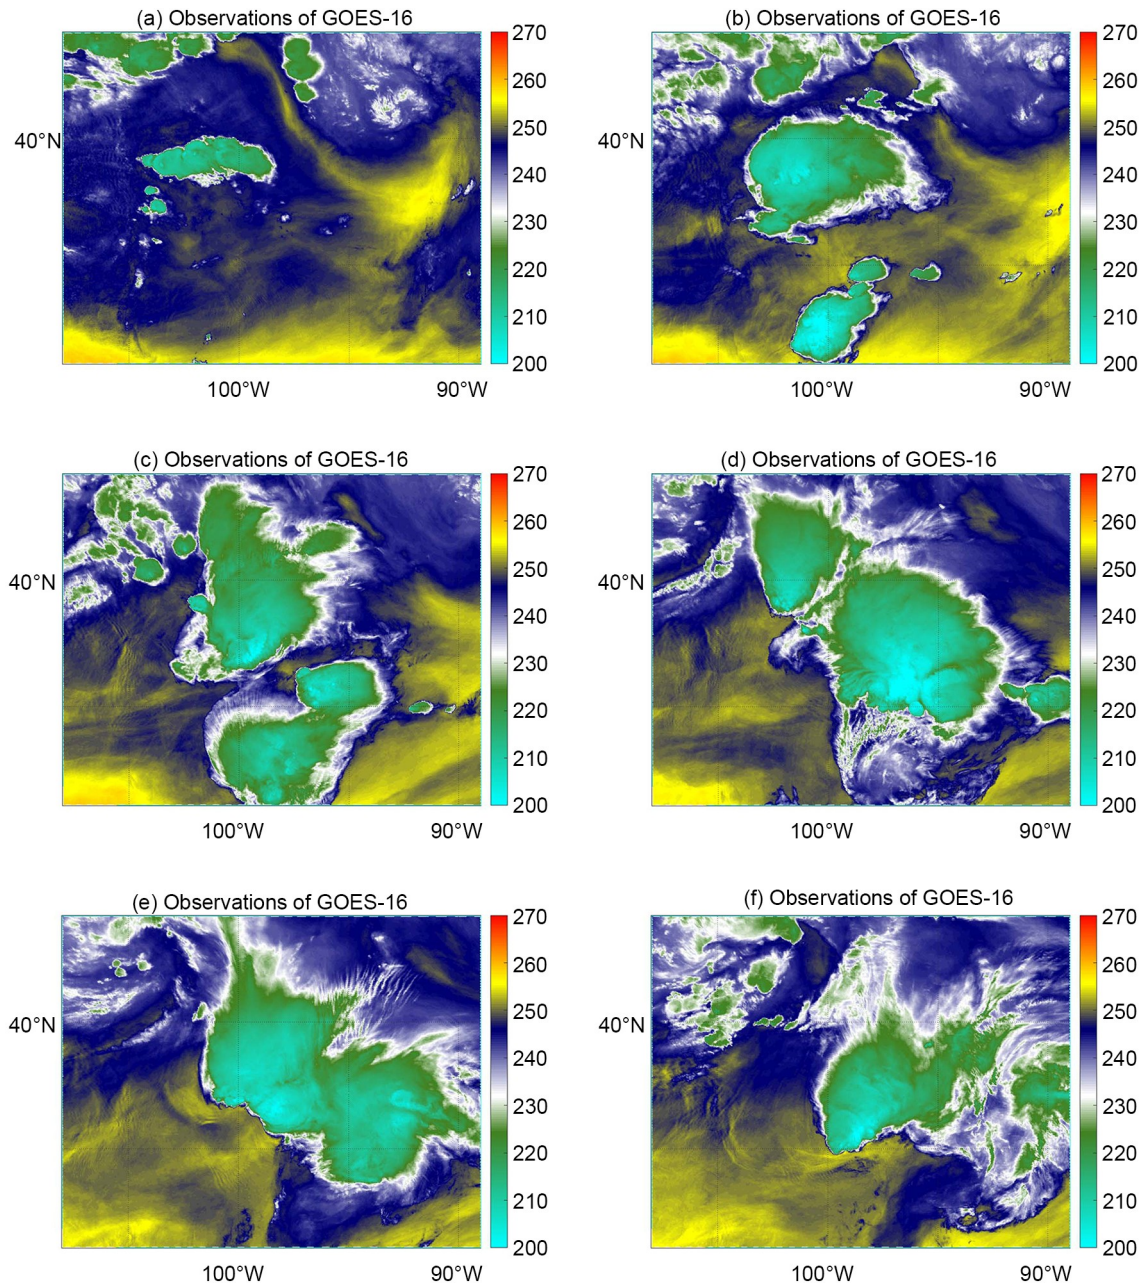 (a) Observations of GOES-16
270
260
250
240
230
220
210
200
40°N
100°W
90°W
(b) Observations of GOES-16
270
260
250
240
230
220
210
200
40°N
100°W
90°W
(c) Observations of GOES-16
270
260
250
240
230
220
210
200
40°N
100°W
90°W
(d) Observations of GOES-16
270
260
250
240
230
220
210
200
40°N
100°W
90°W
(e) Observations of GOES-16
270
260
250
240
230
220
210
200
40°N
100°W
90°W
(f) Observations of GOES-16
270
260
250
240
230
220
210
200
40°N
100°W
90°W